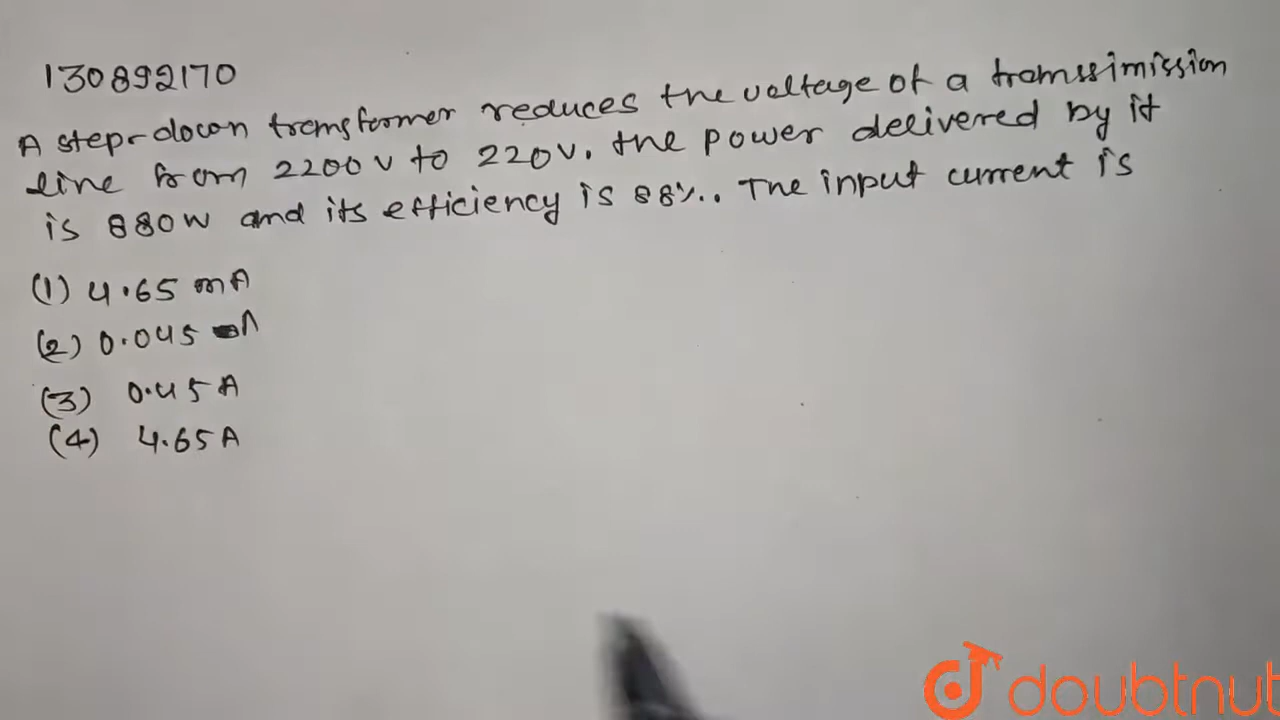 130892170
A step-down transformer reduces the voltage of a transsimission
line from 2200 V to 220V. the power delivered by it
is 880W and its efficiency is 88%.. The input current is
(1) 4.65 mA
(2) 0.045 A
(3) 0.45 A
(4) 4.65 A
doubtnut